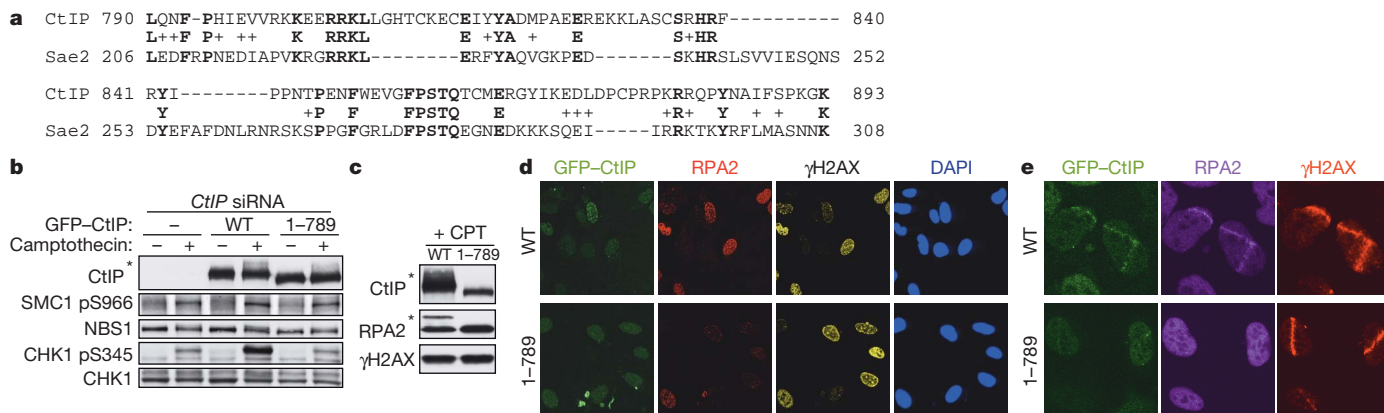 a
CtIP 790 LQNF-PHIEVVRKKEERRKLLGHTCKECEIYYADMPAEEREKKLASCSRHRF---------- 840
L++F P ++ +   K  RRKL        E +YA +    E        S+HR
Sae2 206 LEDFRPNEDIAPVKRGRRKL--------ERFYAQVGKPED------SKHRSLSVVIESQNS 252
CtIP 841 RYI--------PPNTPENFWEVGFPSTQTCMERGYIKEDLDPCPRPKRRQPYNAIFSPKGK 893
Y +P F FPSTQ E +++ R+ Y + + K
Sae2 253 DYEFAFDNLRNRSKSPPGFGRLDFPSTQEGNEDKKKSQEI-----IRRKTKYRFLMASNNK 308
b
CtIP siRNA
GFP–CtIP: – WT 1–789
Camptothecin: – + – + – +
*
CtIP
SMC1 pS966
NBS1
CHK1 pS345
CHK1
c
+ CPT
WT 1–789
*
CtIP
*
RPA2
γH2AX
d
GFP–CtIP RPA2 γH2AX DAPI
WT
1–789
e
GFP–CtIP RPA2 γH2AX
WT
1–789